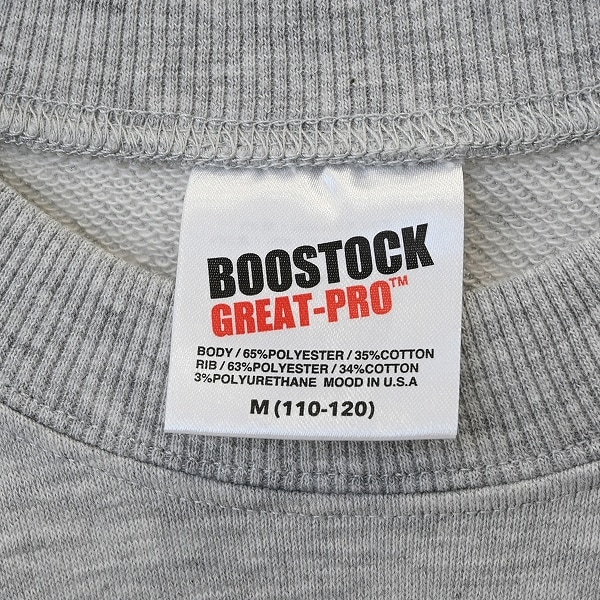 BOOSTOCK
GREAT-PRO™
BODY / 65%POLYESTER / 35%COTTON
RIB / 63%POLYESTER / 34%COTTON
3%POLYURETHANE MOOD IN U.S.A
M (110-120)